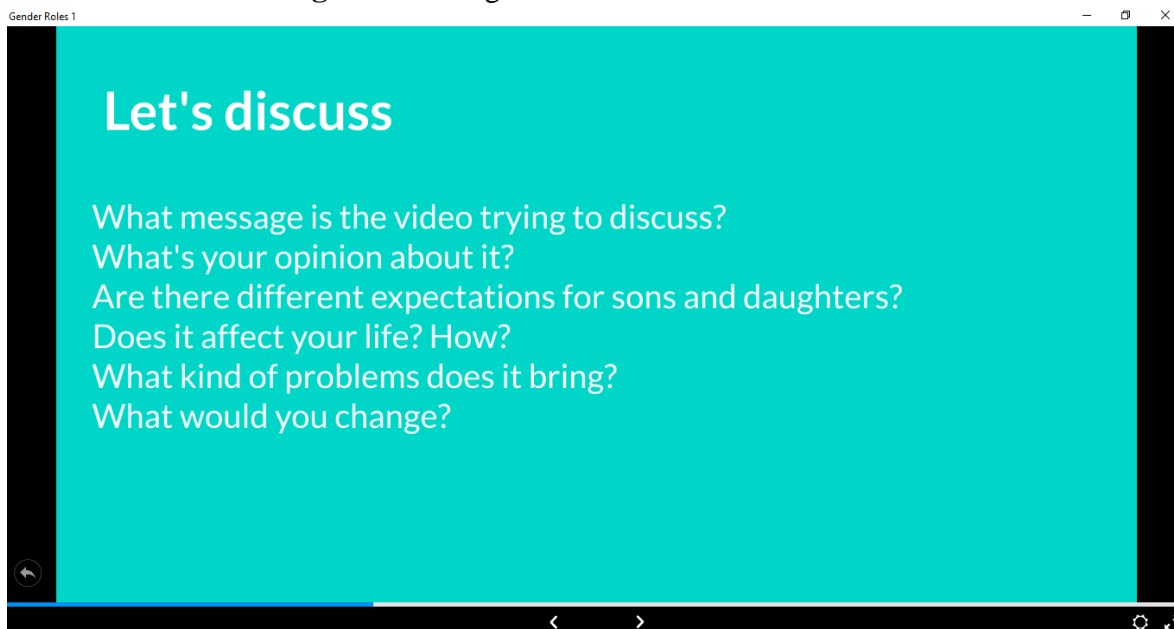 Gender Roles 1
Let's discuss
What message is the video trying to discuss?
What's your opinion about it?
Are there different expectations for sons and daughters?
Does it affect your life? How?
What kind of problems does it bring?
What would you change?